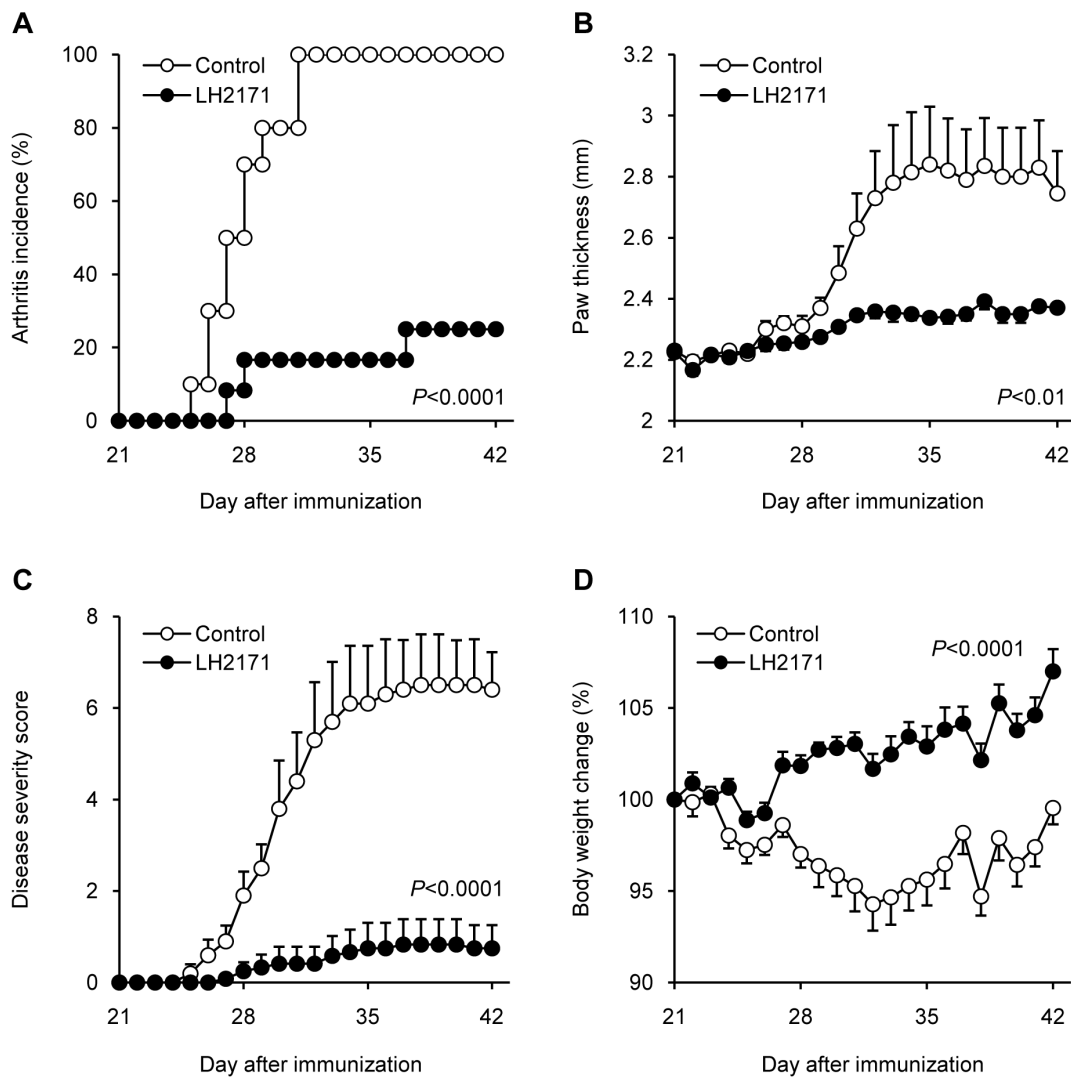 A
Arthritis incidence (%)
100
80
60
40
20
0
Control
LH2171
P<0.0001
21 28 35 42
Day after immunization
B
Paw thickness (mm)
3.2
3
2.8
2.6
2.4
2.2
2
Control
LH2171
P<0.01
21 28 35 42
Day after immunization
C
Disease severity score
8
6
4
2
0
Control
LH2171
P<0.0001
21 28 35 42
Day after immunization
D
Body weight change (%)
110
105
100
95
90
Control
LH2171
P<0.0001
21 28 35 42
Day after immunization